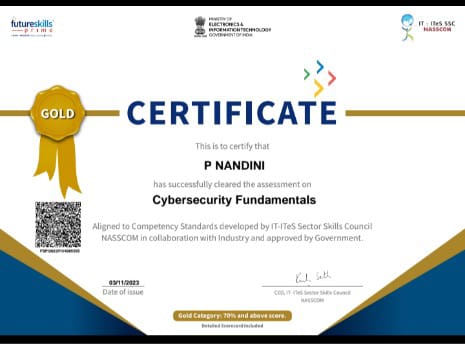 futureskills
prime
MINISTRY OF
ELECTRONICS &
INFORMATION TECHNOLOGY
GOVERNMENT OF INDIA
IT - ITeS SSC
NASSCOM
GOLD
CERTIFICATE
This is to certify that
P NANDINI
has successfully cleared the assessment on
Cybersecurity Fundamentals
Aligned to Competency Standards developed by IT-ITeS Sector Skills Council
NASSCOM in collaboration with Industry and approved by Government.
03/11/2023
Date of issue
COO, IT - ITeS Sector Skills Council
NASSCOM
Gold Category: 70% and above score.
Detailed Scorecard Included